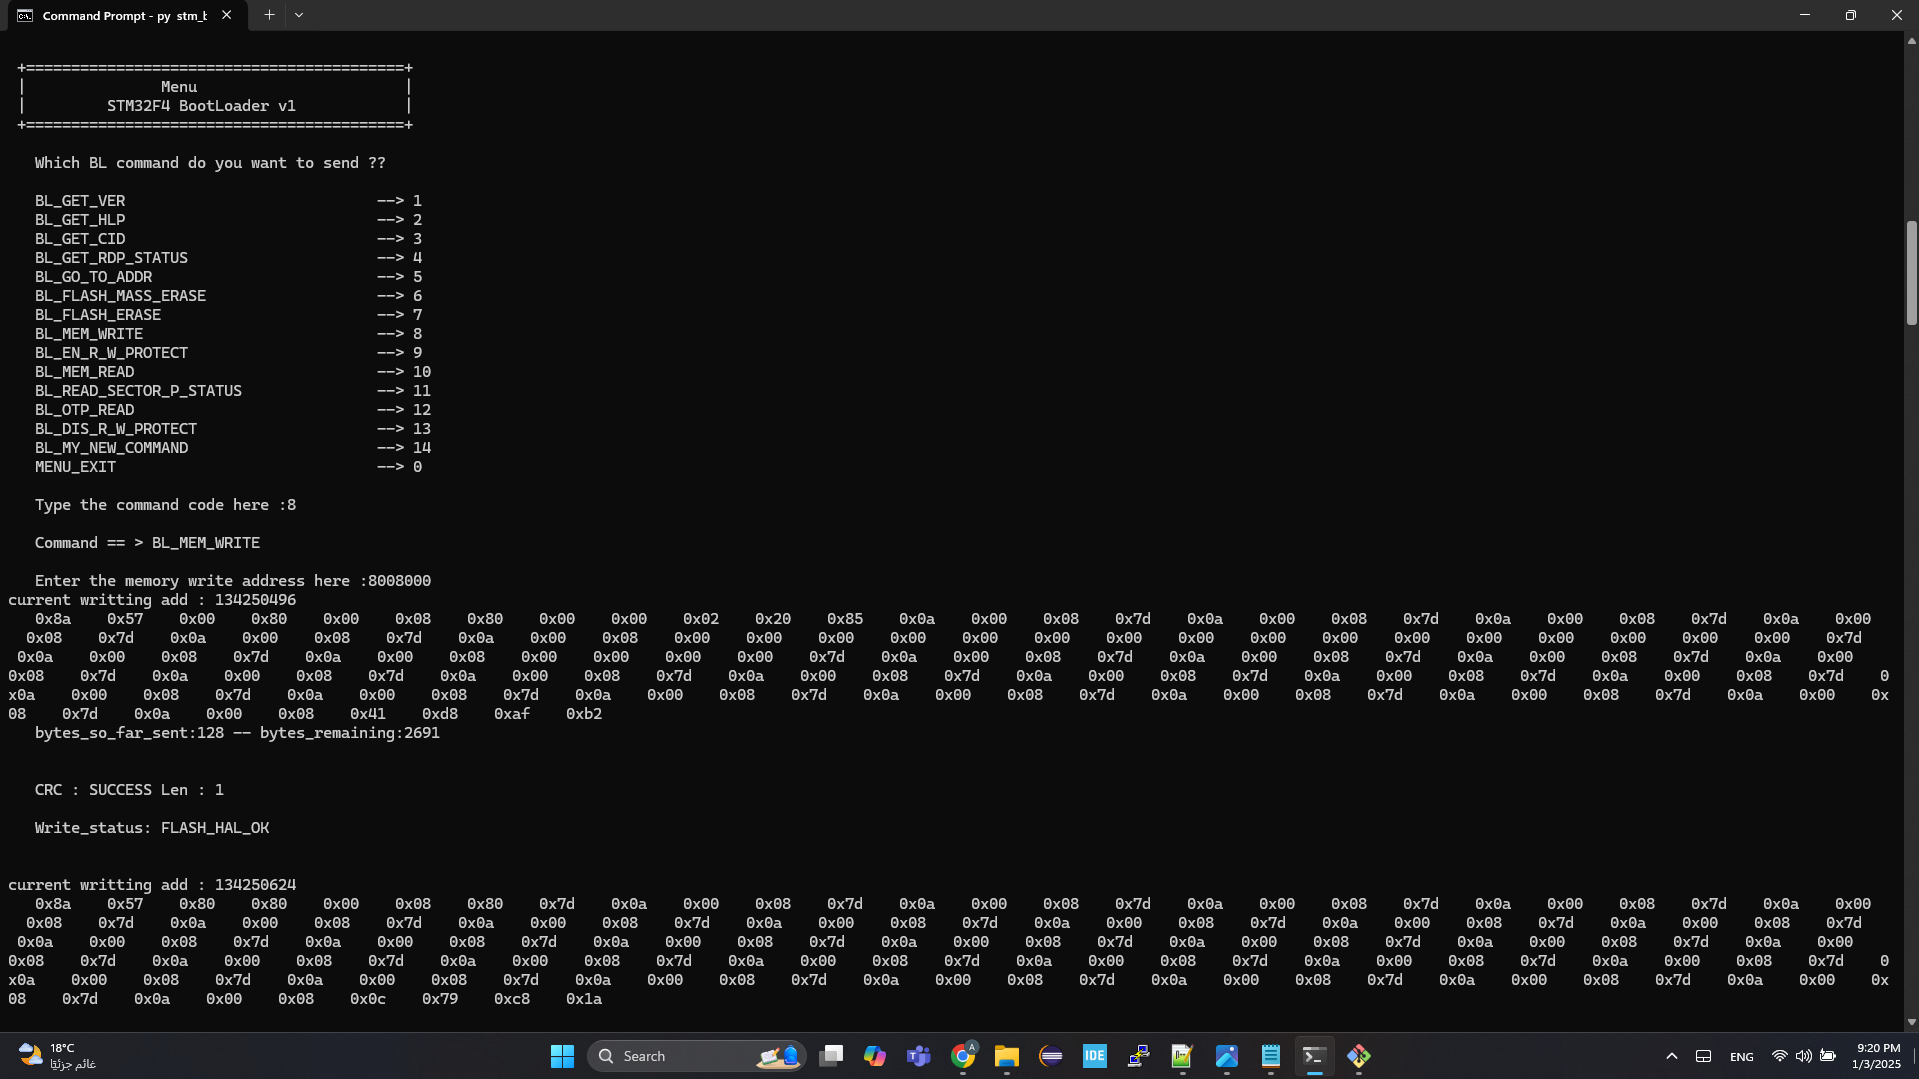 Command Prompt - py stm_b
+==========================================+
| Menu |
| STM32F4 BootLoader v1 |
+==========================================+
Which BL command do you want to send ??
BL_GET_VER --> 1
BL_GET_HLP --> 2
BL_GET_CID --> 3
BL_GET_RDP_STATUS --> 4
BL_GO_TO_ADDR --> 5
BL_FLASH_MASS_ERASE --> 6
BL_FLASH_ERASE --> 7
BL_MEM_WRITE --> 8
BL_EN_R_W_PROTECT --> 9
BL_MEM_READ --> 10
BL_READ_SECTOR_P_STATUS --> 11
BL_OTP_READ --> 12
BL_DIS_R_W_PROTECT --> 13
BL_MY_NEW_COMMAND --> 14
MENU_EXIT --> 0
Type the command code here :8
Command == > BL_MEM_WRITE
Enter the memory write address here :8008000
current writting add : 134250496
0x8a 0x57 0x00 0x80 0x00 0x08 0x80 0x00 0x00 0x02 0x20 0x85 0x0a 0x00 0x08 0x7d 0x0a 0x00 0x08 0x7d 0x0a 0x00 0x08 0x7d 0x0a 0x00
0x08 0x7d 0x0a 0x00 0x08 0x7d 0x0a 0x00 0x08 0x00 0x00 0x00 0x00 0x00 0x00 0x00 0x00 0x00 0x00 0x00 0x00 0x00 0x00 0x00 0x00 0x7d
0x0a 0x00 0x08 0x7d 0x0a 0x00 0x08 0x00 0x00 0x00 0x00 0x7d 0x0a 0x00 0x08 0x7d 0x0a 0x00 0x08 0x7d 0x0a 0x00 0x08 0x7d 0x0a 0x00
0x08 0x7d 0x0a 0x00 0x08 0x7d 0x0a 0x00 0x08 0x7d 0x0a 0x00 0x08 0x7d 0x0a 0x00 0x08 0x7d 0x0a 0x00 0x08 0x7d 0x0a 0x00 0x08 0x7d 0
x0a 0x00 0x08 0x7d 0x0a 0x00 0x08 0x7d 0x0a 0x00 0x08 0x7d 0x0a 0x00 0x08 0x7d 0x0a 0x00 0x08 0x7d 0x0a 0x00 0x08 0x7d 0x0a 0x00 0x
08 0x7d 0x0a 0x00 0x08 0x41 0xd8 0xaf 0xb2
bytes_so_far_sent:128 -- bytes_remaining:2691
CRC : SUCCESS Len : 1
Write_status: FLASH_HAL_OK
current writting add : 134250624
0x8a 0x57 0x80 0x80 0x00 0x08 0x80 0x7d 0x0a 0x00 0x08 0x7d 0x0a 0x00 0x08 0x7d 0x0a 0x00 0x08 0x7d 0x0a 0x00 0x08 0x7d 0x0a 0x00
0x08 0x7d 0x0a 0x00 0x08 0x7d 0x0a 0x00 0x08 0x7d 0x0a 0x00 0x08 0x7d 0x0a 0x00 0x08 0x7d 0x0a 0x00 0x08 0x7d 0x0a 0x00 0x08 0x7d
0x0a 0x00 0x08 0x7d 0x0a 0x00 0x08 0x7d 0x0a 0x00 0x08 0x7d 0x0a 0x00 0x08 0x7d 0x0a 0x00 0x08 0x7d 0x0a 0x00 0x08 0x7d 0x0a 0x00
0x08 0x7d 0x0a 0x00 0x08 0x7d 0x0a 0x00 0x08 0x7d 0x0a 0x00 0x08 0x7d 0x0a 0x00 0x08 0x7d 0x0a 0x00 0x08 0x7d 0x0a 0x00 0x08 0x7d 0
x0a 0x00 0x08 0x7d 0x0a 0x00 0x08 0x7d 0x0a 0x00 0x08 0x7d 0x0a 0x00 0x08 0x7d 0x0a 0x00 0x08 0x7d 0x0a 0x00 0x08 0x7d 0x0a 0x00 0x
08 0x7d 0x0a 0x00 0x08 0x0c 0x79 0xc8 0x1a
18°C
غائم جزئيًا
Search
IDE
A
ENG
9:20 PM
1/3/2025